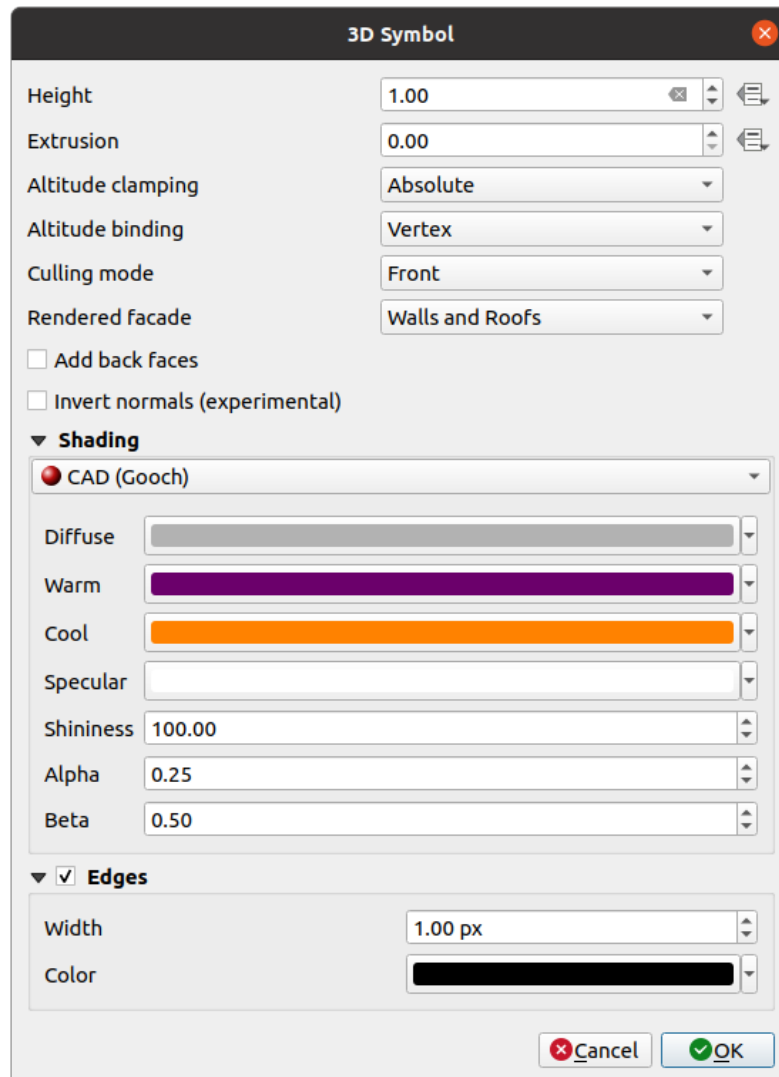 3D Symbol
Height 1.00
Extrusion 0.00
Altitude clamping Absolute
Altitude binding Vertex
Culling mode Front
Rendered facade Walls and Roofs
Add back faces
Invert normals (experimental)
Shading
CAD (Gooch)
Diffuse
Warm
Cool
Specular
Shininess 100.00
Alpha 0.25
Beta 0.50
Edges
Width 1.00 px
Color
Cancel OK